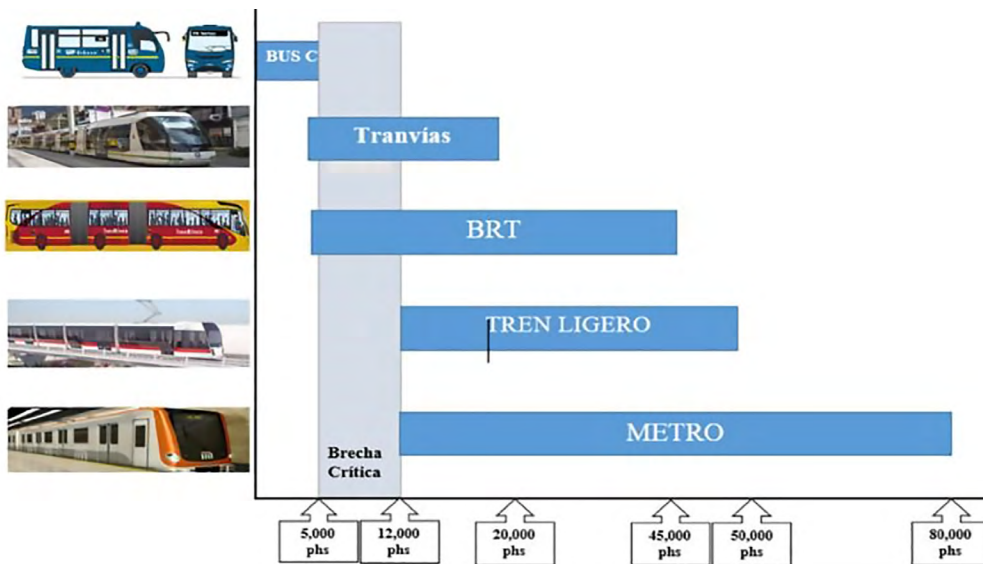 BUS C
Tranvías
BRT
TREN LIGERO
METRO
Brecha
Crítica
5,000
phs
12,000
phs
20,000
phs
45,000
phs
50,000
phs
80,000
phs